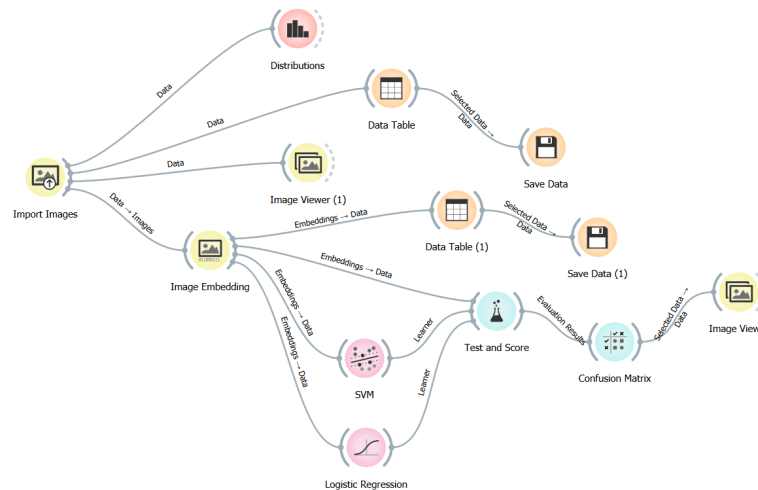 Distributions
Data
Data
Data Table
Selected Data →
Data
Save Data
Data
Image Viewer (1)
Import Images
Data → Images
Embeddings → Data
Data Table (1)
Selected Data →
Data
Save Data (1)
Image Embedding
Embeddings → Data
Embeddings → Data
Embeddings → Data
Learner
Test and Score
Evaluation Results
Selected Data →
Data
Image View
Confusion Matrix
SVM
Learner
Logistic Regression